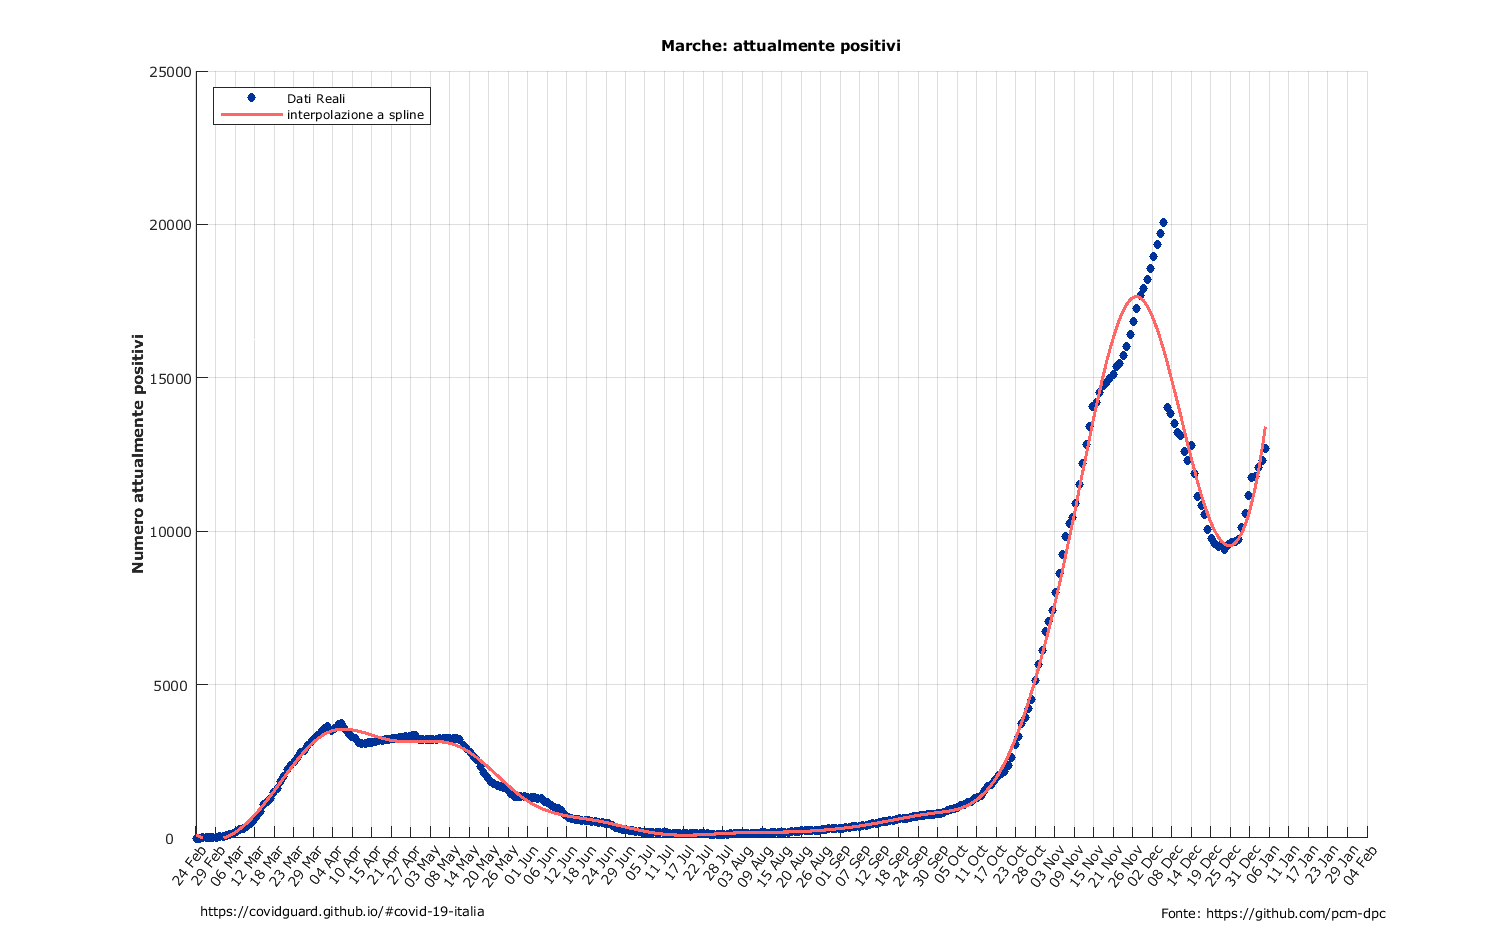 Marche: attualmente positivi
25000
20000
15000
10000
5000
0
Numero attualmente positivi
Dati Reali
interpolazione a spline
24 Feb
29 Feb
06 Mar
12 Mar
18 Mar
23 Mar
29 Mar
04 Apr
10 Apr
15 Apr
21 Apr
27 Apr
03 May
08 May
14 May
20 May
26 May
01 Jun
06 Jun
12 Jun
18 Jun
24 Jun
29 Jun
05 Jul
11 Jul
17 Jul
22 Jul
28 Jul
03 Aug
09 Aug
15 Aug
20 Aug
26 Aug
01 Sep
07 Sep
12 Sep
18 Sep
24 Sep
30 Sep
05 Oct
11 Oct
17 Oct
23 Oct
28 Oct
03 Nov
09 Nov
15 Nov
21 Nov
26 Nov
02 Dec
08 Dec
14 Dec
19 Dec
25 Dec
31 Dec
06 Jan
11 Jan
17 Jan
23 Jan
29 Jan
04 Feb
https://covidguard.github.io/#covid-19-italia
Fonte: https://github.com/pcm-dpc